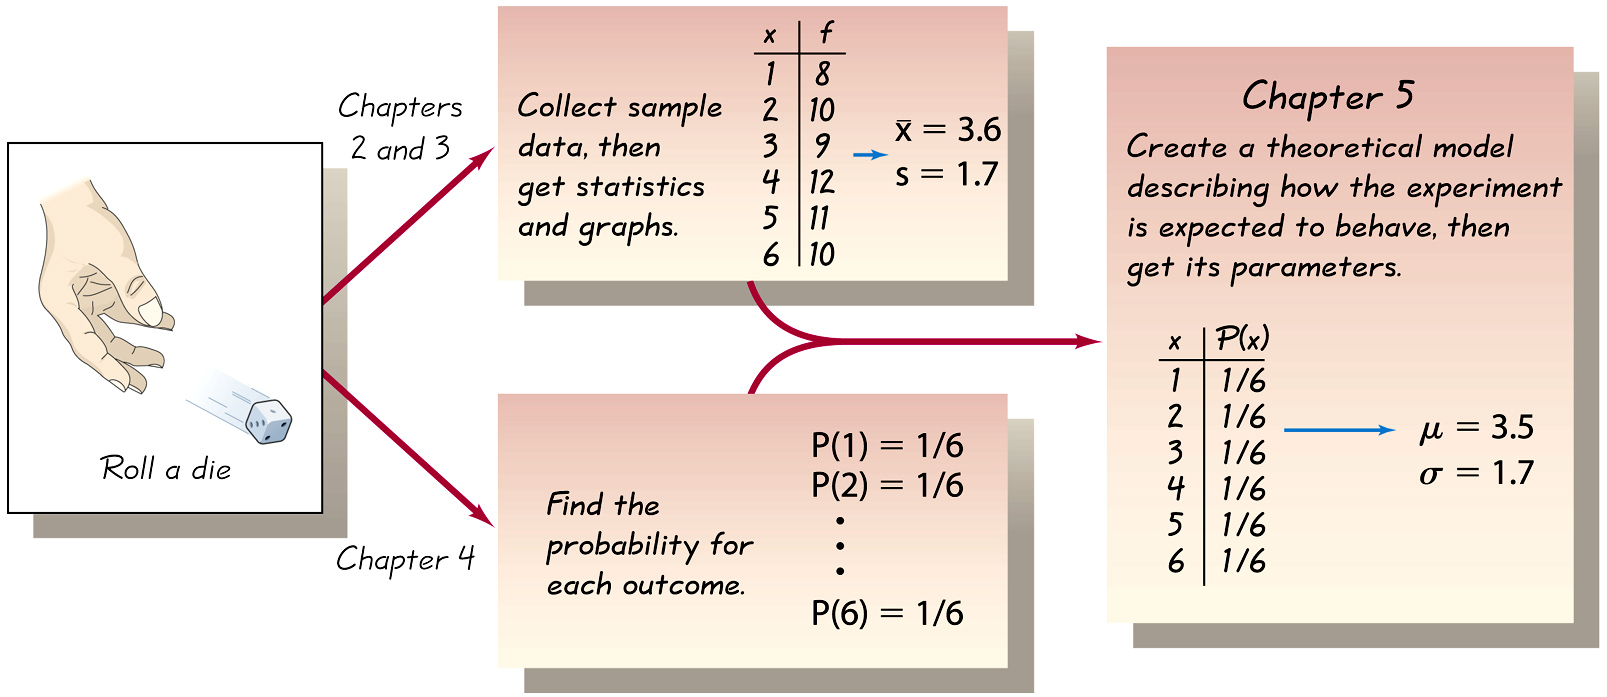 Roll a die
Chapters
2 and 3
Chapter 4
Collect sample
data, then
get statistics
and graphs.
x f
1 8
2 10
3 9
4 12
5 11
6 10
x̄ = 3.6
s = 1.7
Find the
probability for
each outcome.
P(1) = 1/6
P(2) = 1/6
P(6) = 1/6
Chapter 5
Create a theoretical model
describing how the experiment
is expected to behave, then
get its parameters.
x P(x)
1 1/6
2 1/6
3 1/6
4 1/6
5 1/6
6 1/6
μ = 3.5
σ = 1.7